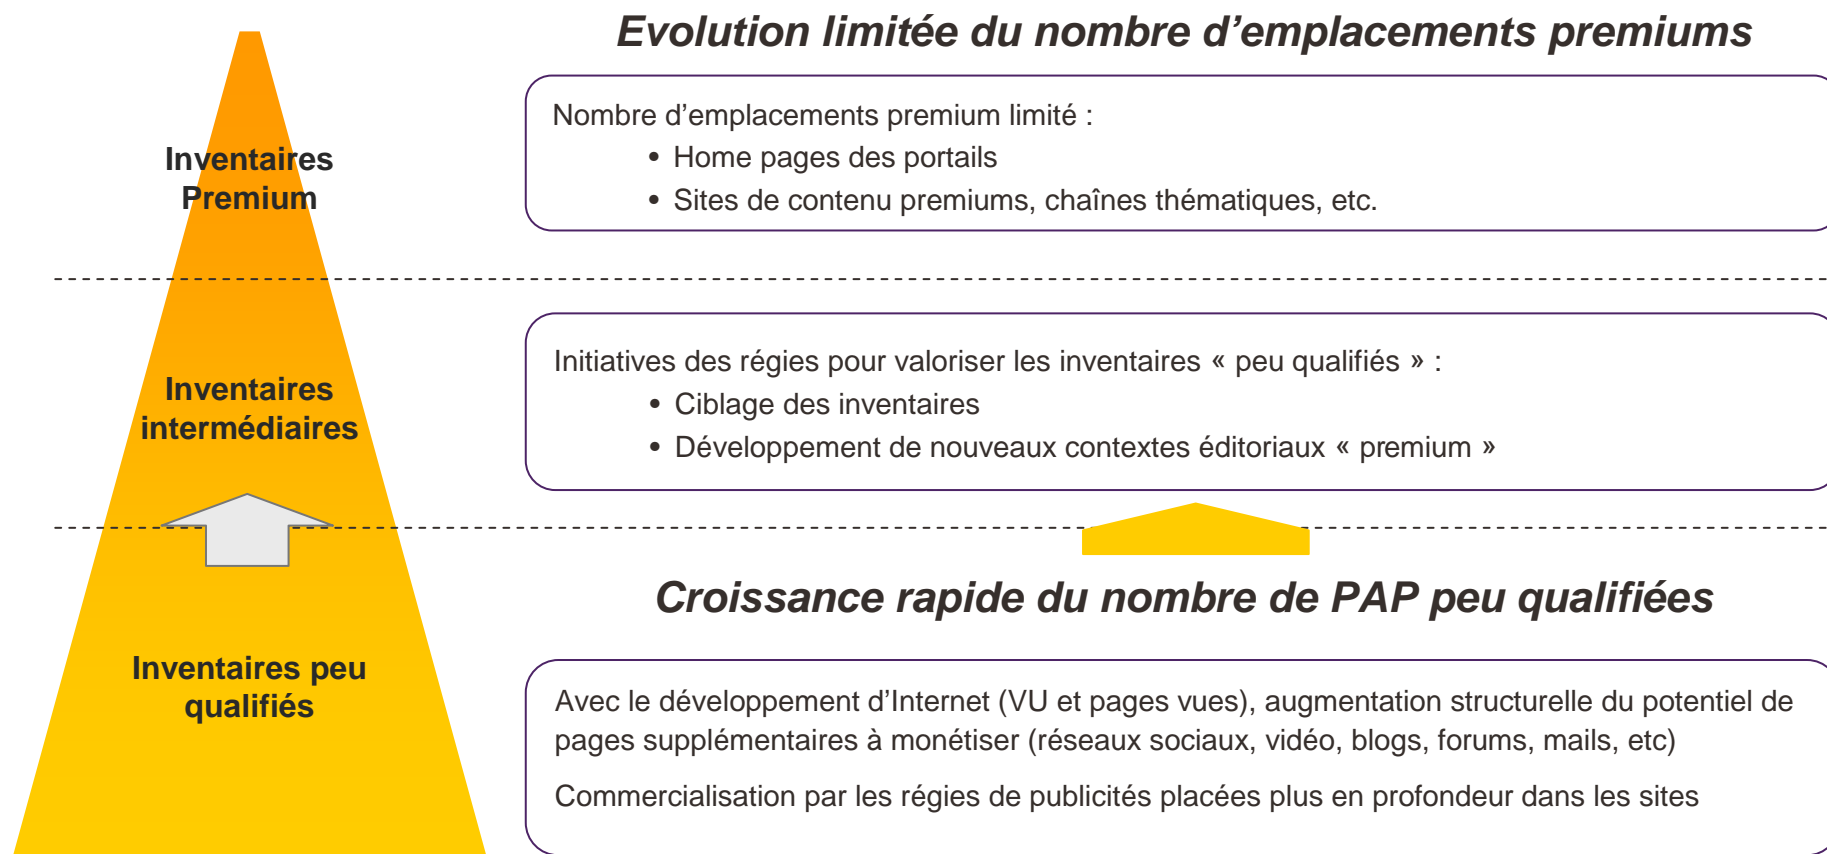 Evolution limitée du nombre d’emplacements premiums
Inventaires
Premium
Nombre d’emplacements premium limité :
• Home pages des portails
• Sites de contenu premiums, chaînes thématiques, etc.
Inventaires
intermédiaires
Initiatives des régies pour valoriser les inventaires « peu qualifiés » :
• Ciblage des inventaires
• Développement de nouveaux contextes éditoriaux « premium »
Croissance rapide du nombre de PAP peu qualifiées
Inventaires peu
qualifiés
Avec le développement d’Internet (VU et pages vues), augmentation structurelle du potentiel de
pages supplémentaires à monétiser (réseaux sociaux, vidéo, blogs, forums, mails, etc)
Commercialisation par les régies de publicités placées plus en profondeur dans les sites